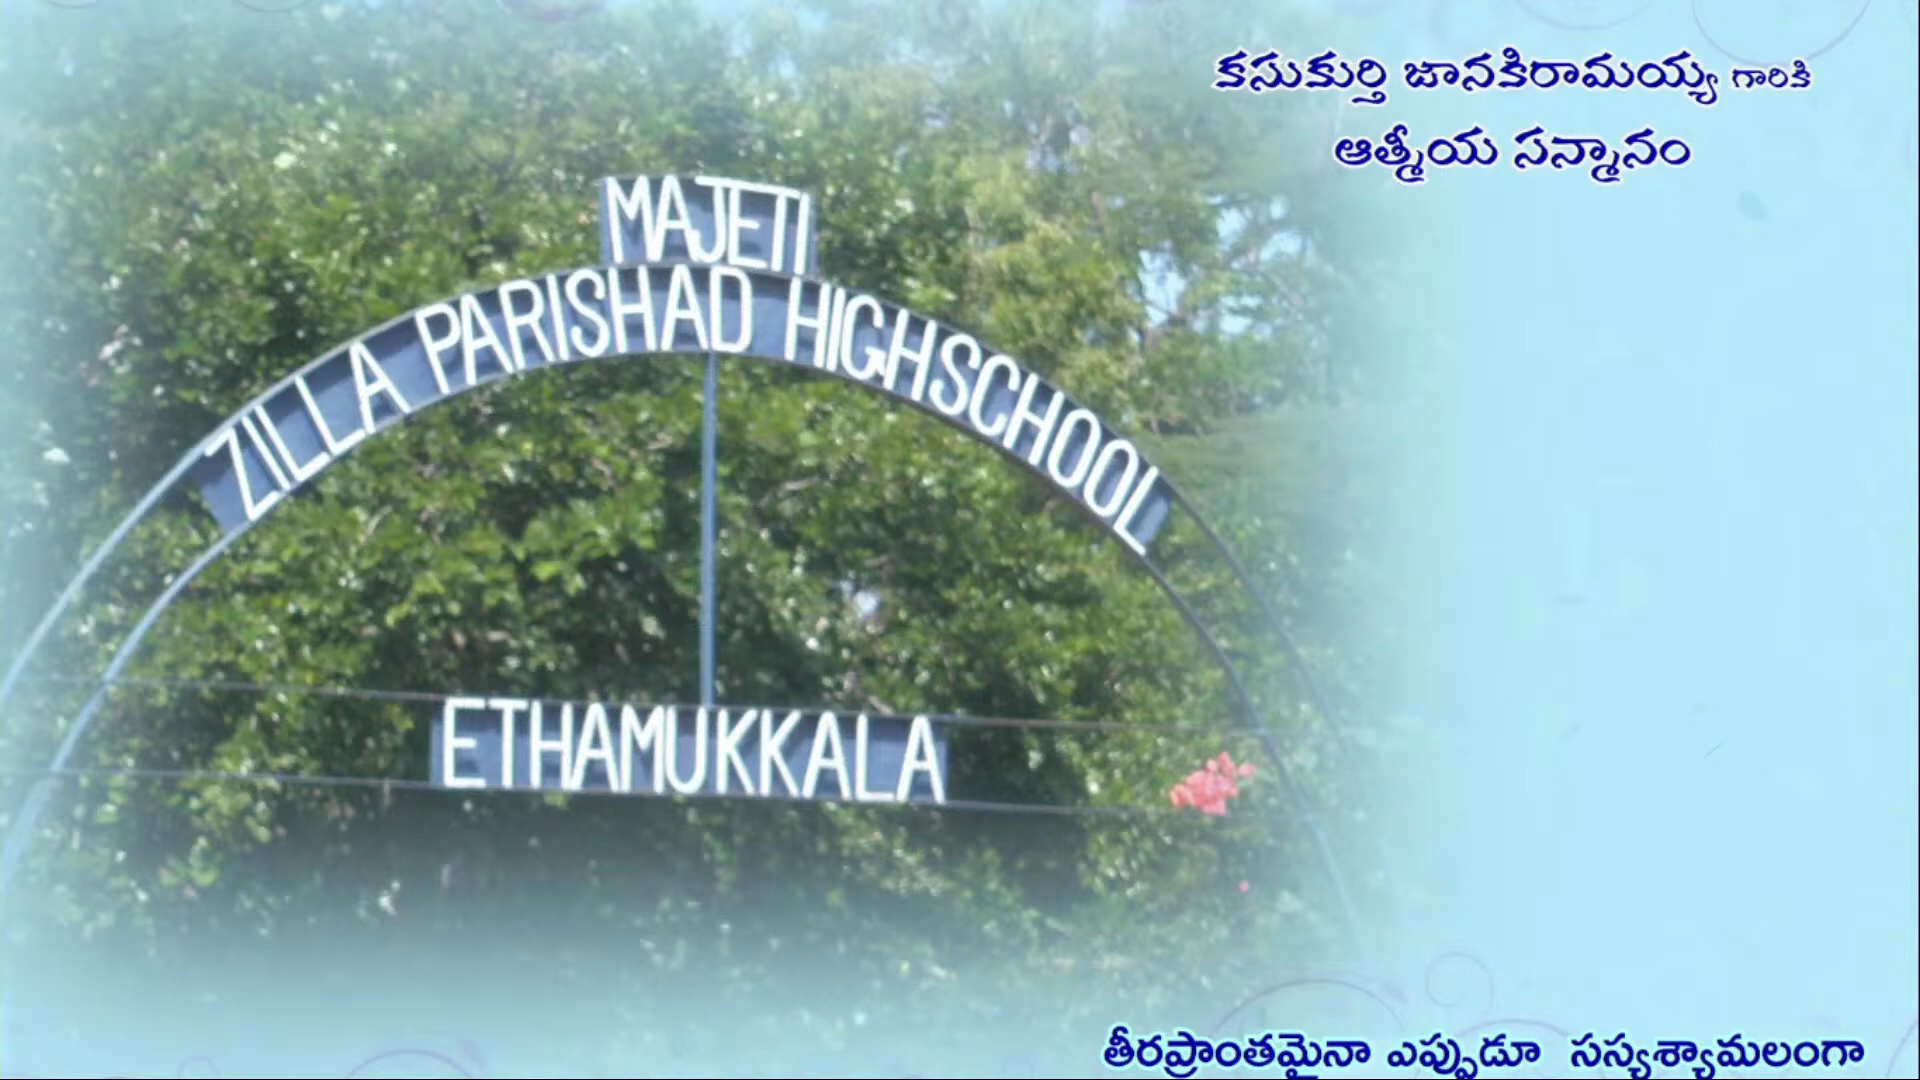 కసుకుర్తి జానకిరామయ్య గారికి
ఆత్మీయ సన్మానం
MAJETI
ZILLA PARISHAD HIGHSCHOOL
ETHAMUKKALA
తీరప్రాంతమైనా ఎప్పుడూ సస్యశ్యామలంగా